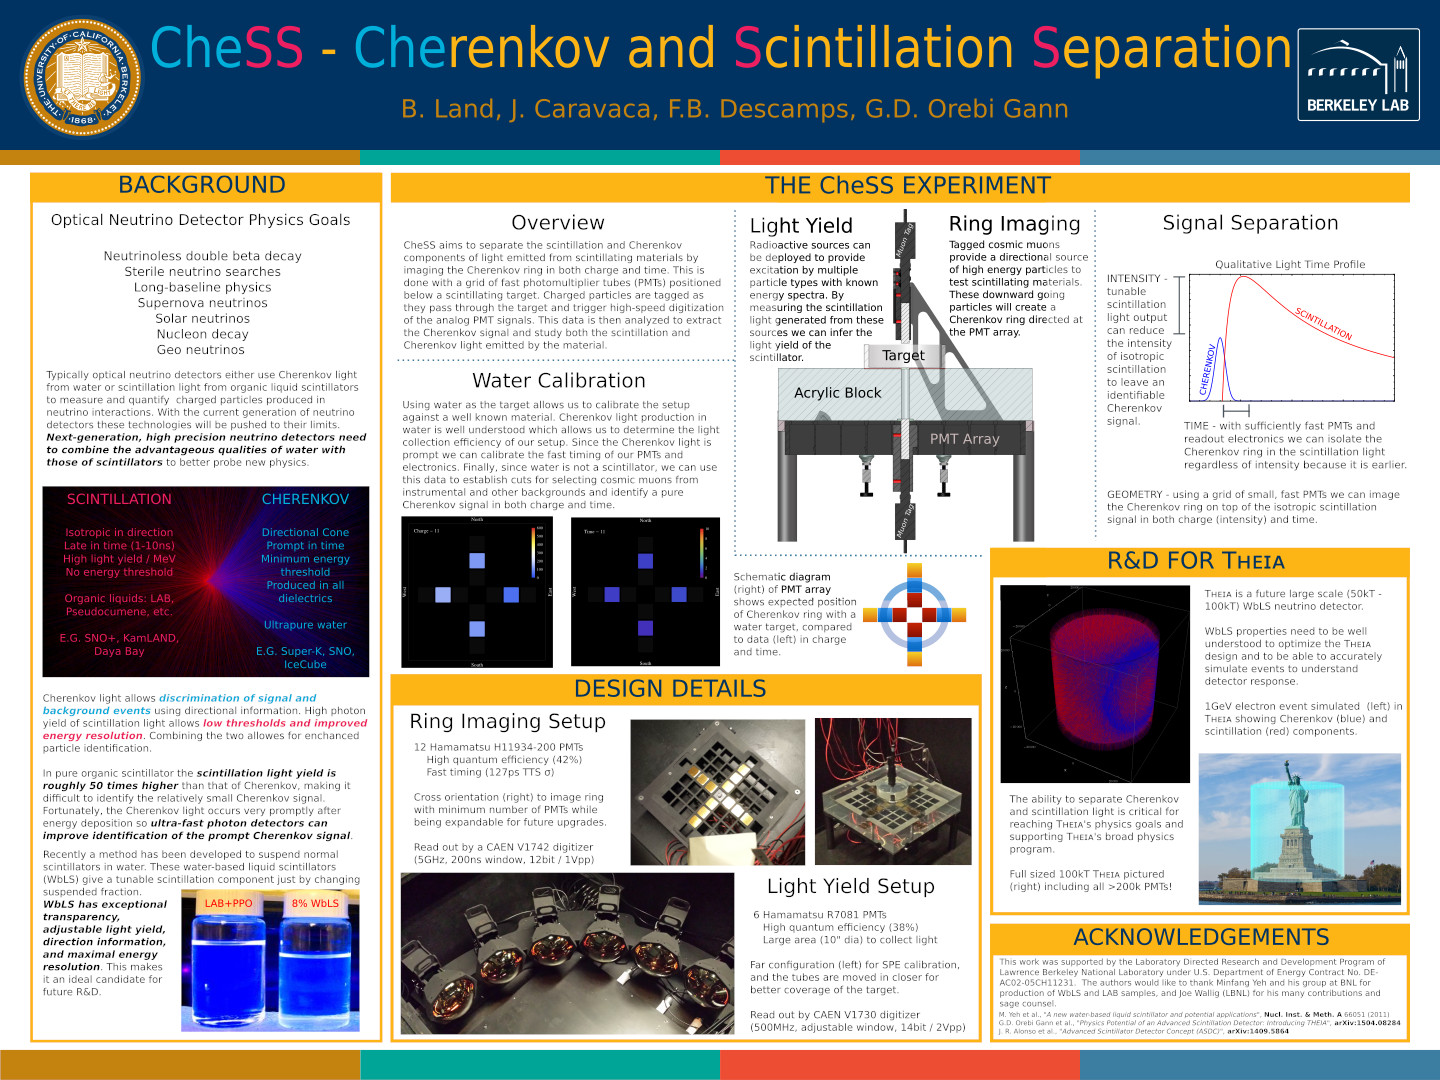 CheSS - Cherenkov and Scintillation Separation
B. Land, J. Caravaca, F.B. Descamps, G.D. Orebi Gann
THE·UNIVERSITY·OF·CALIFORNIA·BERKELEY
·1868·
BERKELEY LAB
BACKGROUND
Optical Neutrino Detector Physics Goals
Neutrinoless double beta decay
Sterile neutrino searches
Long-baseline physics
Supernova neutrinos
Solar neutrinos
Nucleon decay
Geo neutrinos
Typically optical neutrino detectors either use Cherenkov light
from water or scintillation light from organic liquid scintillators
to measure and quantify charged particles produced in
neutrino interactions. With the current generation of neutrino
detectors these technologies will be pushed to their limits.
Next-generation, high precision neutrino detectors need
to combine the advantageous qualities of water with
those of scintillators to better probe new physics.
SCINTILLATION
Isotropic in direction
Late in time (1-10ns)
High light yield / MeV
No energy threshold
Organic liquids: LAB,
Pseudocumene, etc.
E.G. SNO+, KamLAND,
Daya Bay
CHERENKOV
Directional Cone
Prompt in time
Minimum energy
threshold
Produced in all
dielectrics
Ultrapure water
E.G. Super-K, SNO,
IceCube
Cherenkov light allows discrimination of signal and
background events using directional information. High photon
yield of scintillation light allows low thresholds and improved
energy resolution. Combining the two allowes for enchanced
particle identification.
In pure organic scintillator the scintillation light yield is
roughly 50 times higher than that of Cherenkov, making it
difficult to identify the relatively small Cherenkov signal.
Fortunately, the Cherenkov light occurs very promptly after
energy deposition so ultra-fast photon detectors can
improve identification of the prompt Cherenkov signal.
Recently a method has been developed to suspend normal
scintillators in water. These water-based liquid scintillators
(WbLS) give a tunable scintillation component just by changing
suspended fraction.
WbLS has exceptional
transparency,
adjustable light yield,
direction information,
and maximal energy
resolution. This makes
it an ideal candidate for
future R&D.
LAB+PPO
8% WbLS
THE CheSS EXPERIMENT
Overview
CheSS aims to separate the scintillation and Cherenkov
components of light emitted from scintillating materials by
imaging the Cherenkov ring in both charge and time. This is
done with a grid of fast photomultiplier tubes (PMTs) positioned
below a scintillating target. Charged particles are tagged as
they pass through the target and trigger high-speed digitization
of the analog PMT signals. This data is then analyzed to extract
the Cherenkov signal and study both the scintillation and
Cherenkov light emitted by the material.
Water Calibration
Using water as the target allows us to calibrate the setup
against a well known material. Cherenkov light production in
water is well understood which allows us to determine the light
collection efficiency of our setup. Since the Cherenkov light is
prompt we can calibrate the fast timing of our PMTs and
electronics. Finally, since water is not a scintillator, we can use
this data to establish cuts for selecting cosmic muons from
instrumental and other backgrounds and identify a pure
Cherenkov signal in both charge and time.
North
Charge - 11
West
East
South
North
Time - 11
West
East
South
Light Yield
Radioactive sources can
be deployed to provide
excitation by multiple
particle types with known
energy spectra. By
measuring the scintillation
light generated from these
sources we can infer the
light yield of the
scintillator.
Ring Imaging
Tagged cosmic muons
provide a directional source
of high energy particles to
test scintillating materials.
These downward going
particles will create a
Cherenkov ring directed at
the PMT array.
Muon Tag
Target
Acrylic Block
PMT Array
Muon Tag
Schematic diagram
(right) of PMT array
shows expected position
of Cherenkov ring with a
water target, compared
to data (left) in charge
and time.
Signal Separation
Qualitative Light Time Profile
CHERENKOV
SCINTILLATION
INTENSITY -
tunable
scintillation
light output
can reduce
the intensity
of isotropic
scintillation
to leave an
identifiable
Cherenkov
signal.
TIME - with sufficiently fast PMTs and
readout electronics we can isolate the
Cherenkov ring in the scintillation light
regardless of intensity because it is earlier.
GEOMETRY - using a grid of small, fast PMTs we can image
the Cherenkov ring on top of the isotropic scintillation
signal in both charge (intensity) and time.
DESIGN DETAILS
Ring Imaging Setup
12 Hamamatsu H11934-200 PMTs
High quantum efficiency (42%)
Fast timing (127ps TTS σ)
Cross orientation (right) to image ring
with minimum number of PMTs while
being expandable for future upgrades.
Read out by a CAEN V1742 digitizer
(5GHz, 200ns window, 12bit / 1Vpp)
Light Yield Setup
6 Hamamatsu R7081 PMTs
High quantum efficiency (38%)
Large area (10" dia) to collect light
Far configuration (left) for SPE calibration,
and the tubes are moved in closer for
better coverage of the target.
Read out by CAEN V1730 digitizer
(500MHz, adjustable window, 14bit / 2Vpp)
R&D FOR THEIA
THEIA is a future large scale (50kT -
100kT) WbLS neutrino detector.
WbLS properties need to be well
understood to optimize the THEIA
design and to be able to accurately
simulate events to understand
detector response.
1GeV electron event simulated (left) in
THEIA showing Cherenkov (blue) and
scintillation (red) components.
The ability to separate Cherenkov
and scintillation light is critical for
reaching THEIA's physics goals and
supporting THEIA's broad physics
program.
Full sized 100kT THEIA pictured
(right) including all >200k PMTs!
ACKNOWLEDGEMENTS
This work was supported by the Laboratory Directed Research and Development Program of
Lawrence Berkeley National Laboratory under U.S. Department of Energy Contract No. DE-
AC02-05CH11231. The authors would like to thank Minfang Yeh and his group at BNL for
production of WbLS and LAB samples, and Joe Wallig (LBNL) for his many contributions and
sage counsel.
M. Yeh et al., "A new water-based liquid scintillator and potential applications", Nucl. Inst. & Meth. A 66051 (2011)
G.D. Orebi Gann et al., "Physics Potential of an Advanced Scintillation Detector: Introducing THEIA", arXiv:1504.08284
J. R. Alonso et al., "Advanced Scintillator Detector Concept (ASDC)", arXiv:1409.5864